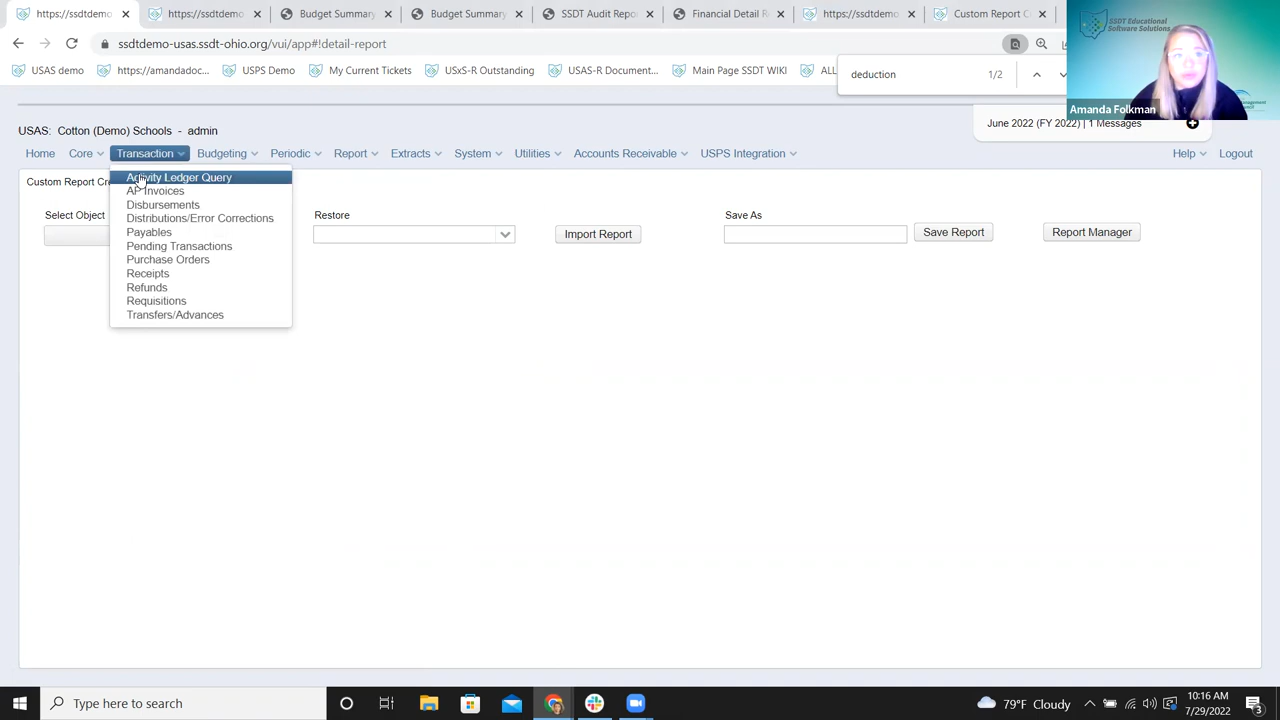 https://ssdtdemo
https://ssdtdemo
Budget Summary
Budget Summary
SSDT Audit Repo
Financial Detail R
https://ssdtdemo
Custom Report C
ssdtdemo-usas.ssdt-ohio.org/vui/app#!detail-report
USAS demo
https://amandadoc...
USPS Demo
My Current Tickets
USxS-R Outstanding
USAS-R Document...
Main Page SSDT WIKI
ALL
deduction
1/2
SSDT Educational
Software Solutions
Amanda Folkman
USAS: Cotton (Demo) Schools - admin
June 2022 (FY 2022) | 1 Messages
Home
Core
Transaction
Budgeting
Periodic
Report
Extracts
System
Utilities
Accounts Receivable
USPS Integration
Help
Logout
Custom Report Cre
Activity Ledger Query
AP Invoices
Disbursements
Distributions/Error Corrections
Payables
Pending Transactions
Purchase Orders
Receipts
Refunds
Requisitions
Transfers/Advances
Select Object
Restore
Import Report
Save As
Save Report
Report Manager
Type here to search
79°F Cloudy
10:16 AM
7/29/2022
3